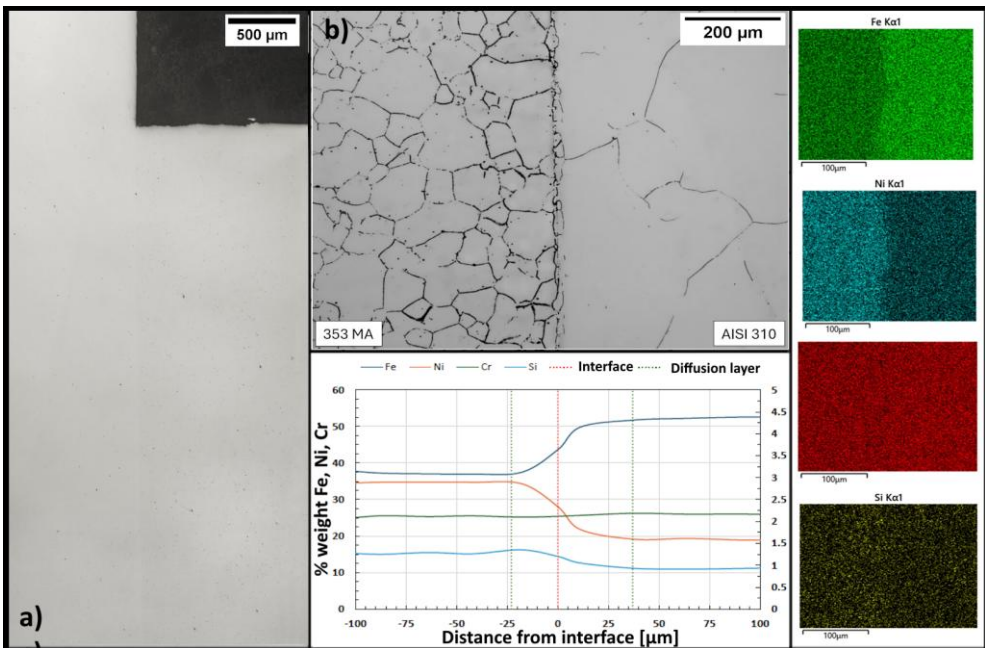 500 µm
a)
b)
200 µm
353 MA
AISI 310
Fe Ni Cr Si Interface Diffusion layer
% weight Fe, Ni, Cr
60
50
40
30
20
10
0
5
4.5
4
3.5
3
2.5
2
1.5
1
0.5
0
-100 -75 -50 -25 0 25 50 75 100
Distance from interface [µm]
Fe Kα1
100µm
Ni Kα1
100µm
100µm
Si Kα1
100µm